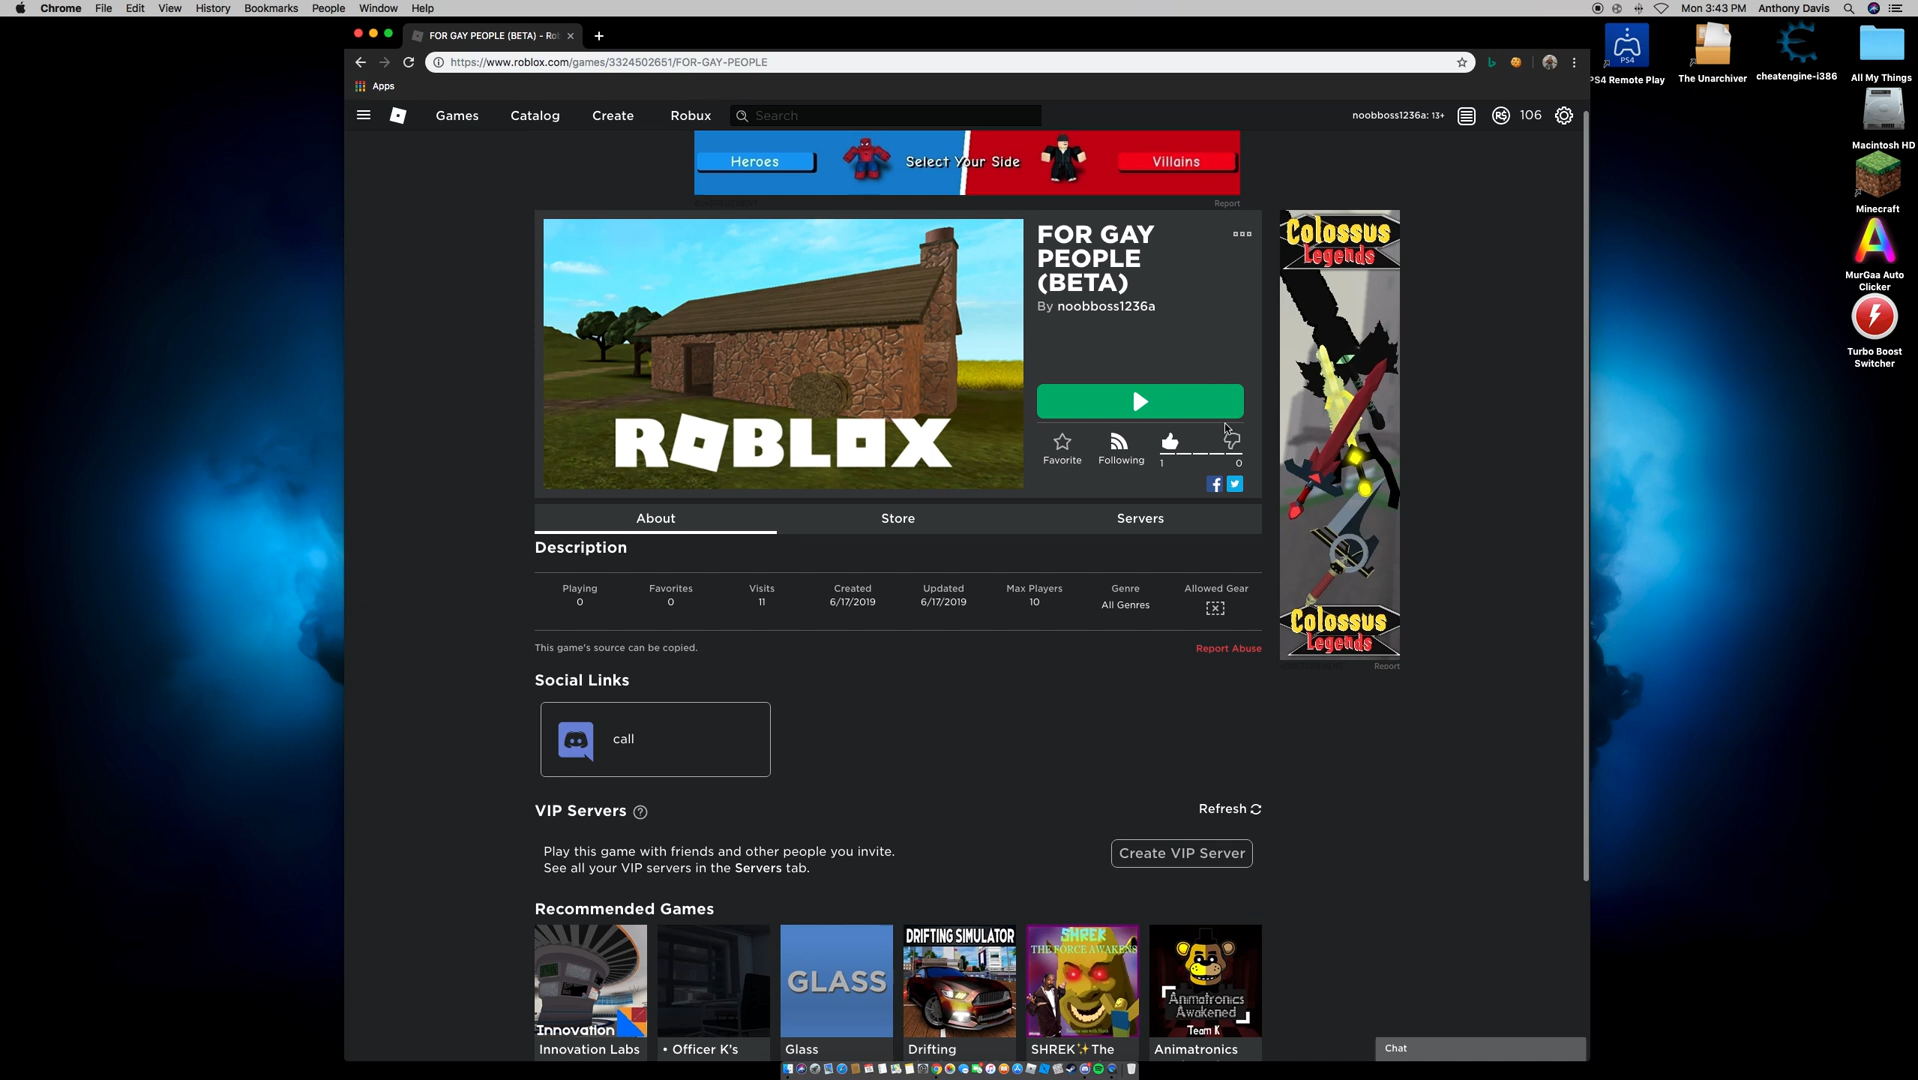 Chrome File Edit View History Bookmarks People Window Help
Mon 3:43 PM Anthony Davis
FOR GAY PEOPLE (BETA) - Ro
https://www.roblox.com/games/3324502651/FOR-GAY-PEOPLE
Apps
Games Catalog Create Robux Search
noobboss1236a: 13+ 106
Heroes Select Your Side Villains
Report
FOR GAY
PEOPLE
(BETA)
By noobboss1236a
ROBLOX
Favorite Following 1 0
About Store Servers
Description
Playing Favorites Visits Created Updated Max Players Genre Allowed Gear
0 0 11 6/17/2019 6/17/2019 10 All Genres
This game's source can be copied. Report Abuse
Social Links
call
VIP Servers
Refresh
Play this game with friends and other people you invite.
See all your VIP servers in the Servers tab.
Create VIP Server
Recommended Games
Innovation
DRIFTING SIMULATOR
GLASS
SHREK
THE FORCE AWAKENS
Animatronics
Awakened
Team K
Innovation Labs
• Officer K's
Glass
Drifting
SHREK✨The
Animatronics
Colossus
Legends
Colossus
Legends
Report
Chat
PS4
PS4 Remote Play
The Unarchiver
cheatengine-i386
All My Things
Macintosh HD
Minecraft
MurGaa Auto
Clicker
Turbo Boost
Switcher